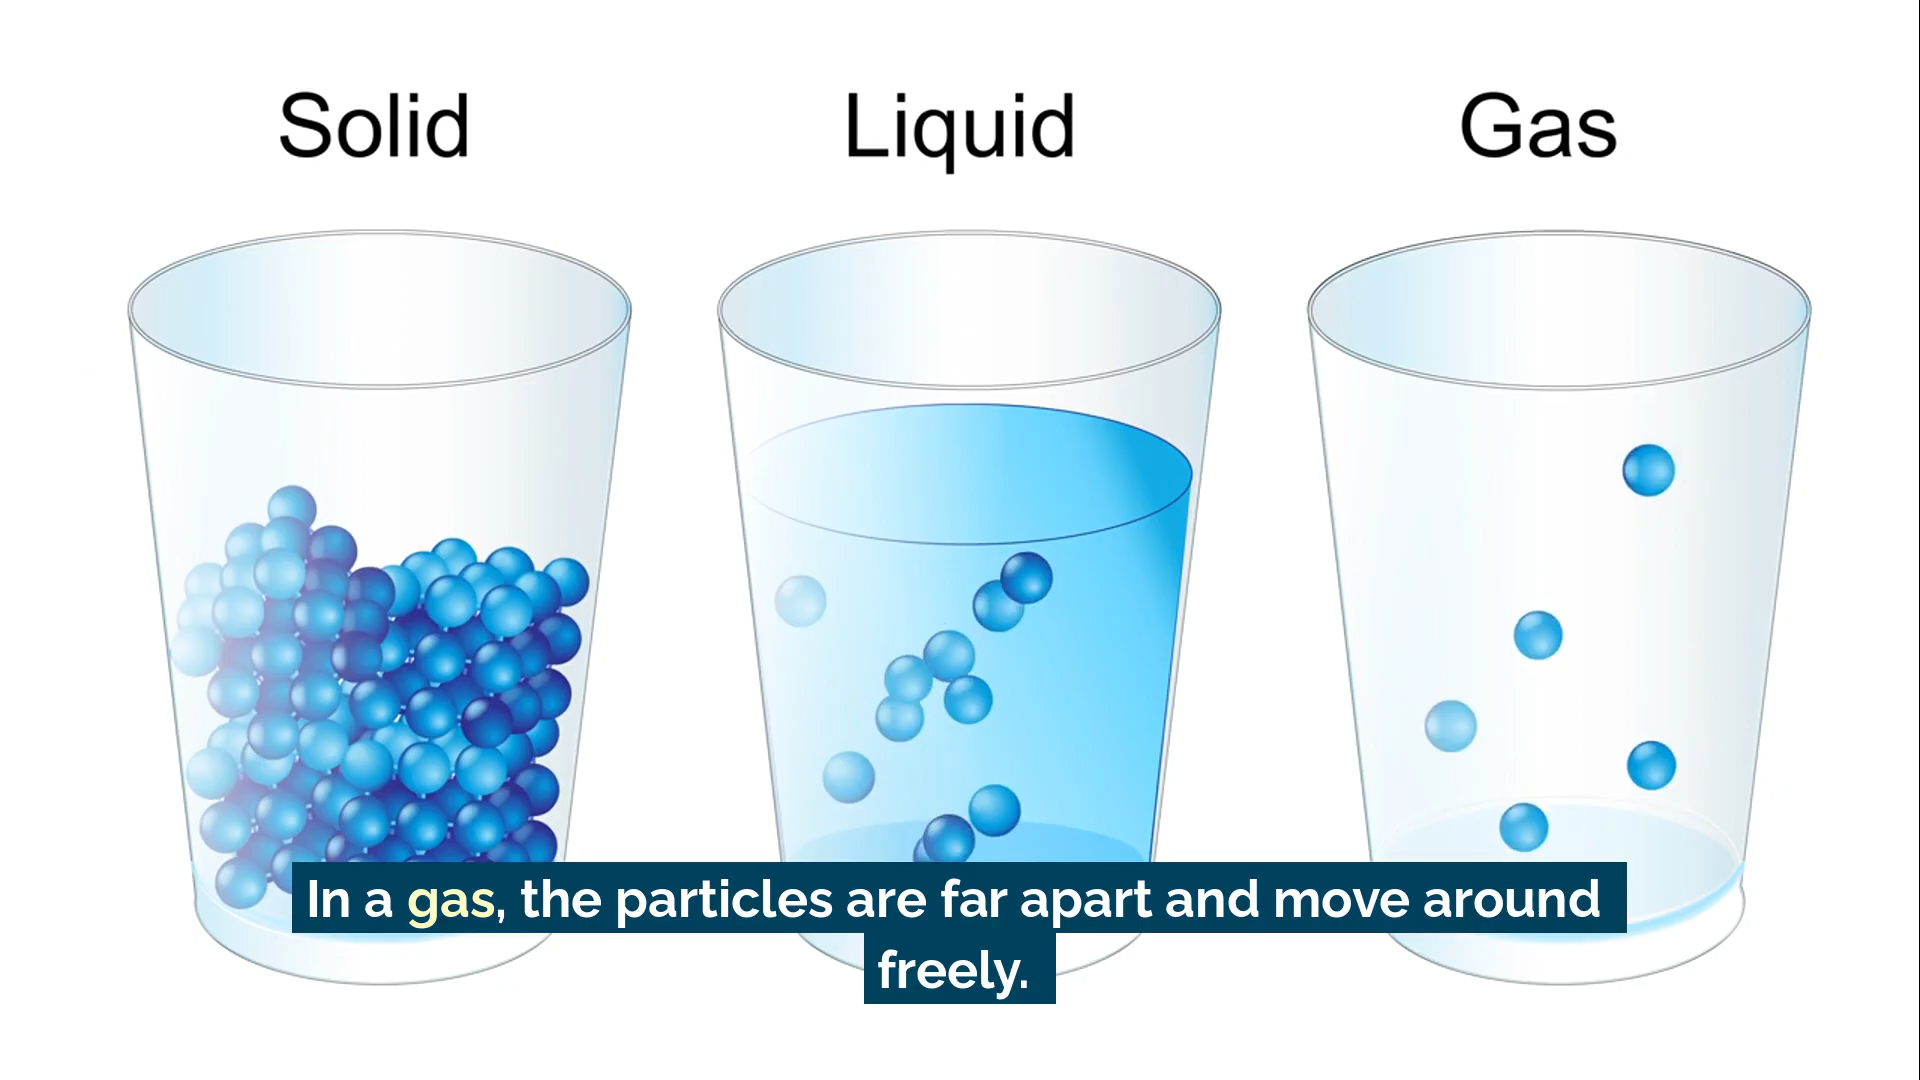 Solid
Liquid
Gas
In a gas, the particles are far apart and move around
freely.